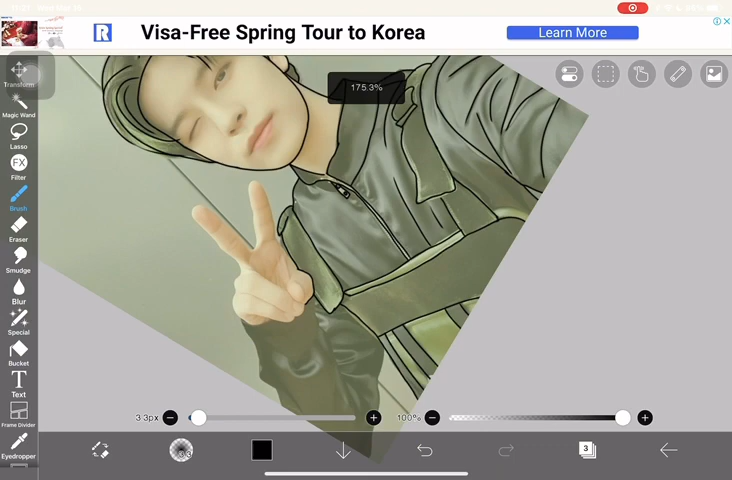 R
Visa-Free Spring Tour to Korea
Learn More
Transform
175.3%
Magic Wand
Lasso
FX
Filter
Brush
Eraser
Smudge
Blur
Special
Bucket
T
Text
Frame Divider
Eyedropper
3.3px
100%
3